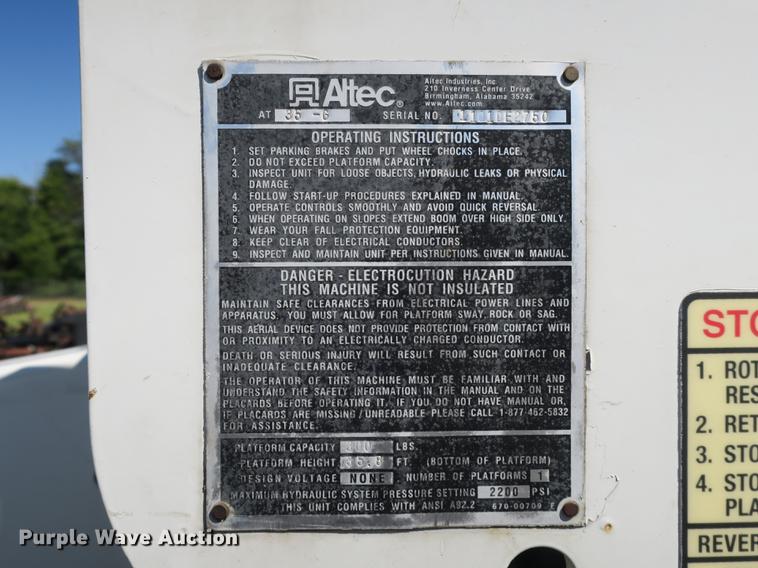 Altec®
Altec Industries, Inc
210 Inverness Center Drive
Birmingham, Alabama 35242
www.Altec.com
AT 35 -G SERIAL NO.
OPERATING INSTRUCTIONS
1. SET PARKING BRAKES AND PUT WHEEL CHOCKS IN PLACE.
2. DO NOT EXCEED PLATFORM CAPACITY.
3. INSPECT UNIT FOR LOOSE OBJECTS, HYDRAULIC LEAKS OR PHYSICAL
DAMAGE.
4. FOLLOW START-UP PROCEDURES EXPLAINED IN MANUAL.
5. OPERATE CONTROLS SMOOTHLY AND AVOID QUICK REVERSAL.
6. WHEN OPERATING ON SLOPES EXTEND BOOM OVER HIGH SIDE ONLY.
7. WEAR YOUR FALL PROTECTION EQUIPMENT.
8. KEEP CLEAR OF ELECTRICAL CONDUCTORS.
9. INSPECT AND MAINTAIN UNIT PER INSTRUCTIONS GIVEN IN MANUAL.
DANGER - ELECTROCUTION HAZARD
THIS MACHINE IS NOT INSULATED
MAINTAIN SAFE CLEARANCES FROM ELECTRICAL POWER LINES AND
APPARATUS. YOU MUST ALLOW FOR PLATFORM SWAY, ROCK OR SAG.
THIS AERIAL DEVICE DOES NOT PROVIDE PROTECTION FROM CONTACT WITH
OR PROXIMITY TO AN ELECTRICALLY CHARGED CONDUCTOR.
DEATH OR SERIOUS INJURY WILL RESULT FROM SUCH CONTACT OR
INADEQUATE CLEARANCE.
THE OPERATOR OF THIS MACHINE MUST BE FAMILIAR WITH AND
UNDERSTAND THE SAFETY INFORMATION IN THE MANUAL AND ON THE
PLACARDS BEFORE OPERATING IT. IF YOU DO NOT HAVE MANUAL OR,
IF PLACARDS ARE MISSING/UNREADABLE PLEASE CALL 1-877-462-5832
FOR ASSISTANCE.
PLATFORM CAPACITY LBS.
PLATFORM HEIGHT 35.8 FT. (BOTTOM OF PLATFORM)
DESIGN VOLTAGE NONE NUMBER OF PLATFORMS 1
MAXIMUM HYDRAULIC SYSTEM PRESSURE SETTING 2200 PSI
THIS UNIT COMPLIES WITH ANSI A92.2 670-00709 E
STO
1. ROT
RES
2. RET
3. STO
4. STO
PLA
REVER
Purple Wave Auction